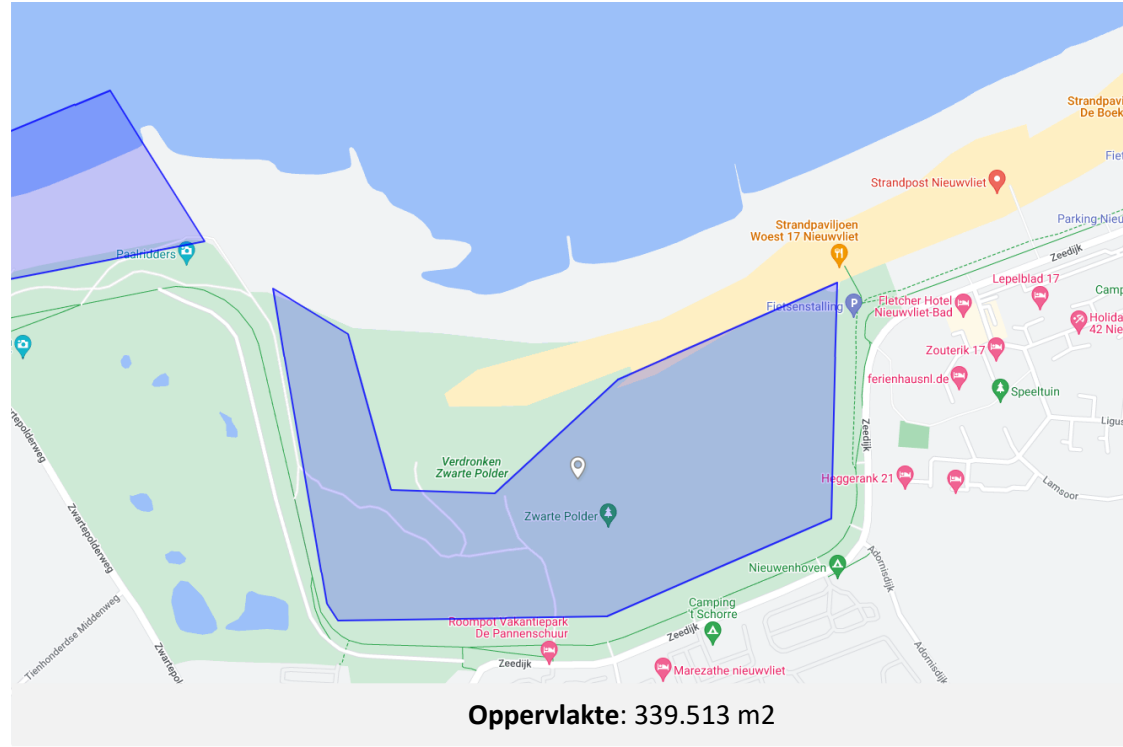 Strandpavi
De Boek
Fiet
Strandpost Nieuwvliet
Parking-Nieu
Strandpaviljoen
Woest 17 Nieuwvliet
Zeedijk
Paalridders
Lepelblad 17
Camp
Fietsenstalling
P
Fletcher Hotel
Nieuwvliet-Bad
Holida
42 Nie
Zouterik 17
ferienhausnl.de
Speeltuin
Zwartepolderweg
Zeedijk
Ligus
Verdronken
Zwarte Polder
Heggerank 21
Lamsoor
Zwarte Polder
Zwartepolderweg
Adornisdijk
Nieuwenhoven
Tienhonderdse Middenweg
Camping
't Schorre
Roompot Vakantiepark
De Pannenschuur
Zeedijk
Zwartepol
Zeedijk
Marezathe nieuwvliet
Adornisdijk
Oppervlakte: 339.513 m2